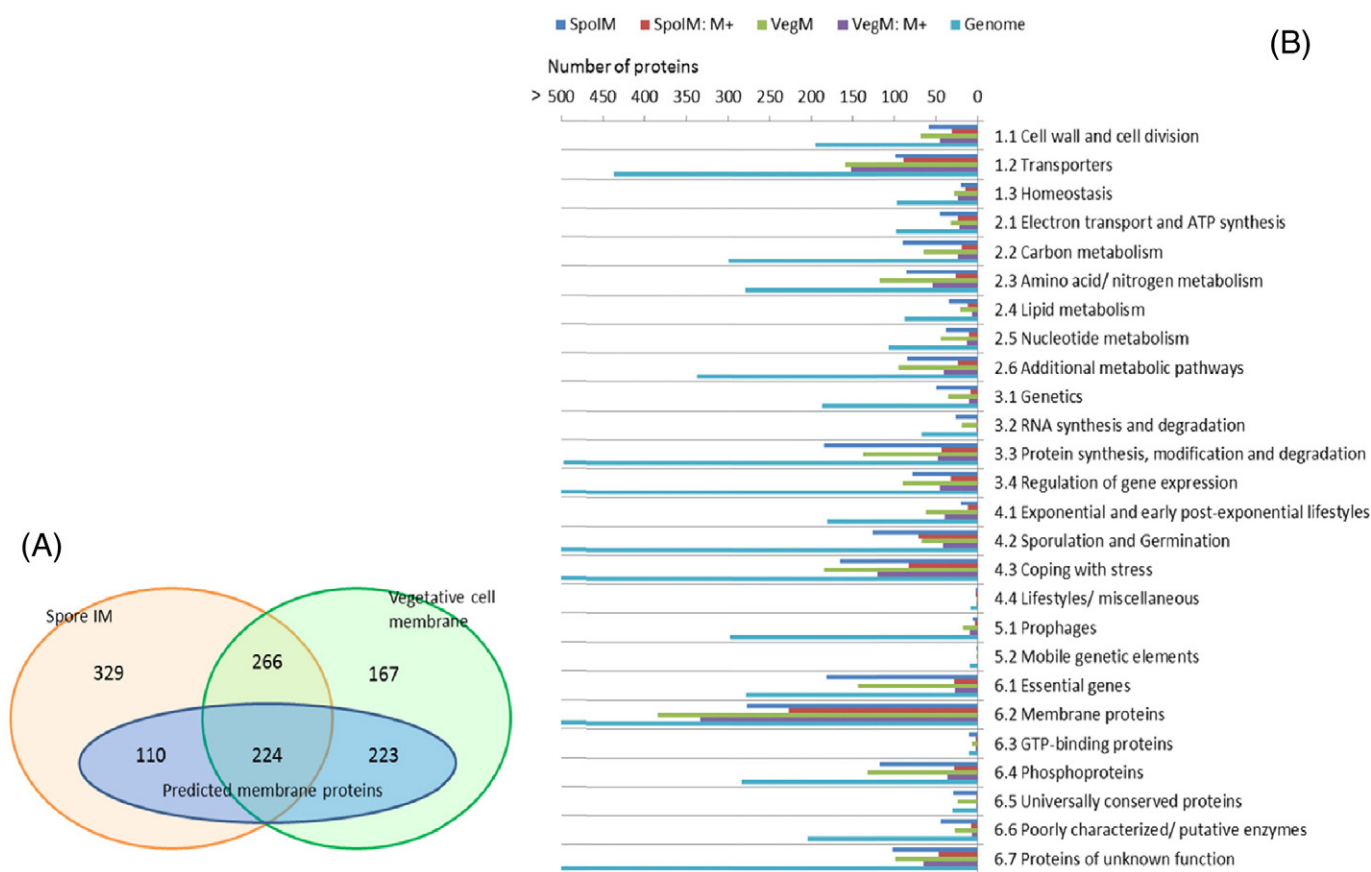 SpoIM SpoIM: M+ VegM VegM: M+ Genome
(B)
Number of proteins
> 500 450 400 350 300 250 200 150 100 50 0
1.1 Cell wall and cell division
1.2 Transporters
1.3 Homeostasis
2.1 Electron transport and ATP synthesis
2.2 Carbon metabolism
2.3 Amino acid/ nitrogen metabolism
2.4 Lipid metabolism
2.5 Nucleotide metabolism
2.6 Additional metabolic pathways
3.1 Genetics
3.2 RNA synthesis and degradation
3.3 Protein synthesis, modification and degradation
3.4 Regulation of gene expression
4.1 Exponential and early post-exponential lifestyles
4.2 Sporulation and Germination
4.3 Coping with stress
4.4 Lifestyles/ miscellaneous
5.1 Prophages
5.2 Mobile genetic elements
6.1 Essential genes
6.2 Membrane proteins
6.3 GTP-binding proteins
6.4 Phosphoproteins
6.5 Universally conserved proteins
6.6 Poorly characterized/ putative enzymes
6.7 Proteins of unknown function
(A)
Spore IM
Vegetative cell
membrane
329 266 167
110 224 223
Predicted membrane proteins